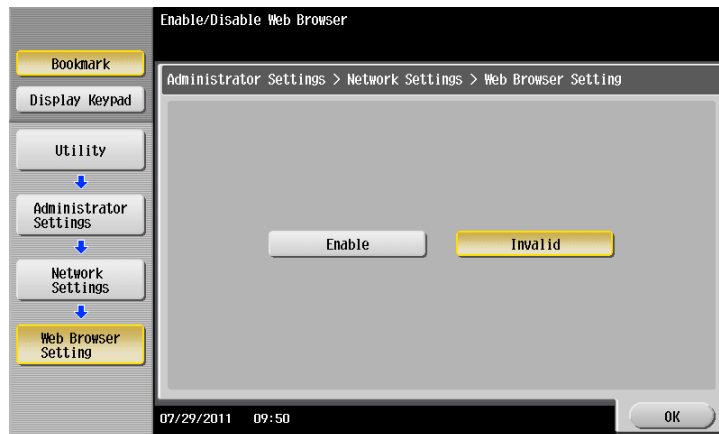 Enable/Disable Web Browser
Bookmark
Display Keypad
Utility
Administrator
Settings
Network
Settings
Web Browser
Setting
Administrator Settings > Network Settings > Web Browser Setting
Enable
Invalid
07/29/2011 09:50
OK